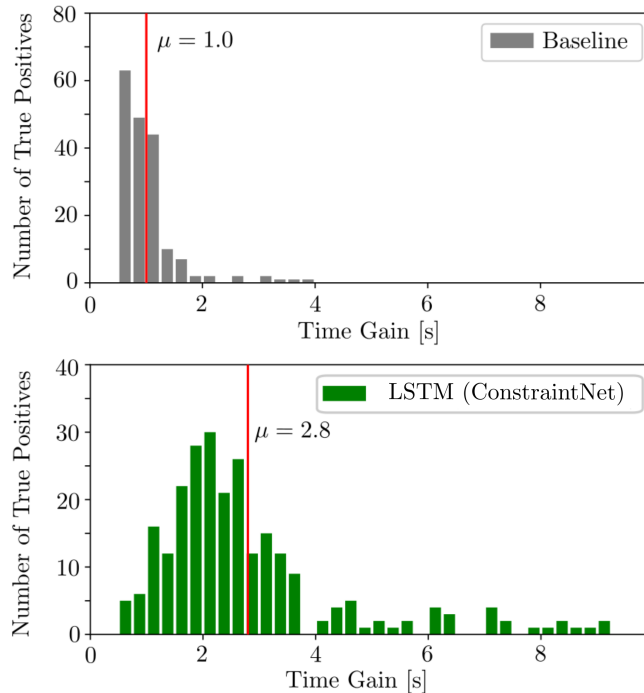 80
60
40
20
0
Number of True Positives
μ = 1.0
Baseline
0 2 4 6 8
Time Gain [s]
40
30
20
10
0
Number of True Positives
LSTM (ConstraintNet)
μ = 2.8
0 2 4 6 8
Time Gain [s]